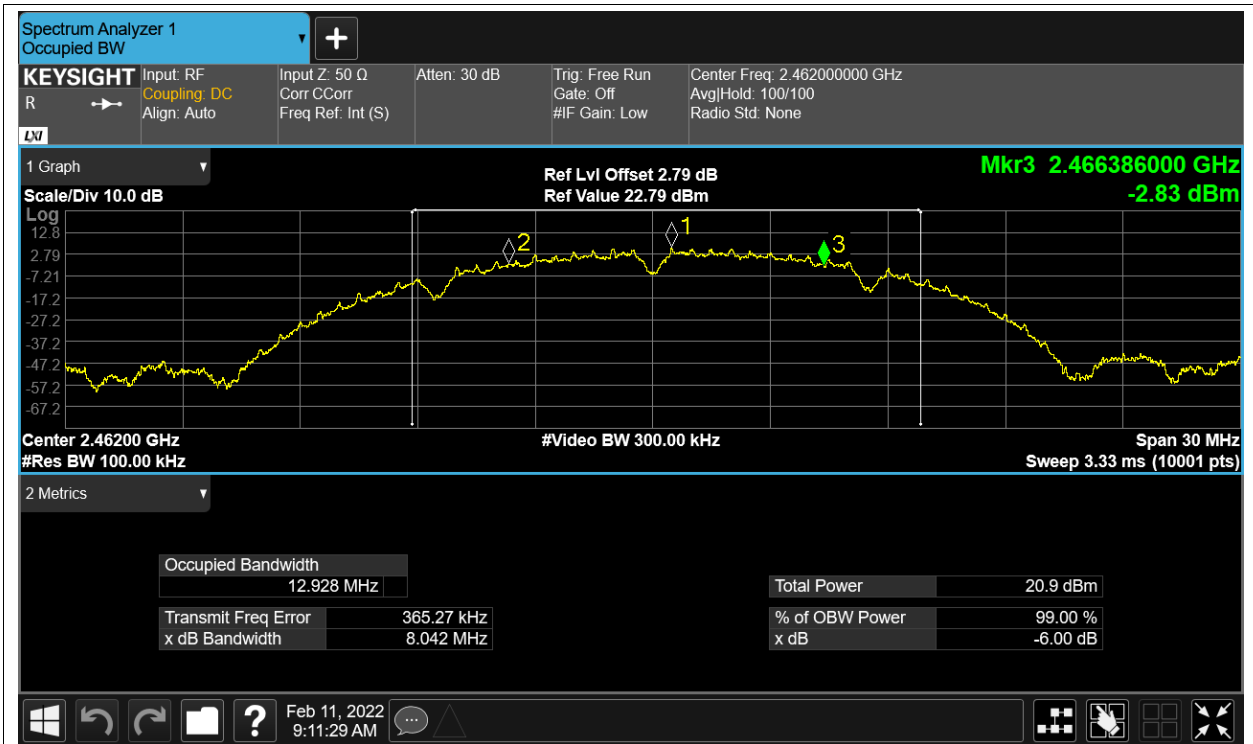 Spectrum Analyzer 1
Occupied BW
▼
+
KEYSIGHT Input: RF Input Z: 50 Ω Atten: 30 dB Trig: Free Run Center Freq: 2.462000000 GHz
R Coupling: DC Corr CCorr Gate: Off Avg|Hold: 100/100
Align: Auto Freq Ref: Int (S) #IF Gain: Low Radio Std: None
LXI
1 Graph ▼ Ref Lvl Offset 2.79 dB Mkr3 2.466386000 GHz
Scale/Div 10.0 dB Ref Value 22.79 dBm -2.83 dBm
Log
12.8
2.79
-7.21
-17.2
-27.2
-37.2
-47.2
-57.2
-67.2
1
2
3
Center 2.46200 GHz #Video BW 300.00 kHz Span 30 MHz
#Res BW 100.00 kHz Sweep 3.33 ms (10001 pts)
2 Metrics ▼
Occupied Bandwidth
12.928 MHz Total Power 20.9 dBm
Transmit Freq Error 365.27 kHz % of OBW Power 99.00 %
x dB Bandwidth 8.042 MHz x dB -6.00 dB
? Feb 11, 2022
9:11:29 AM